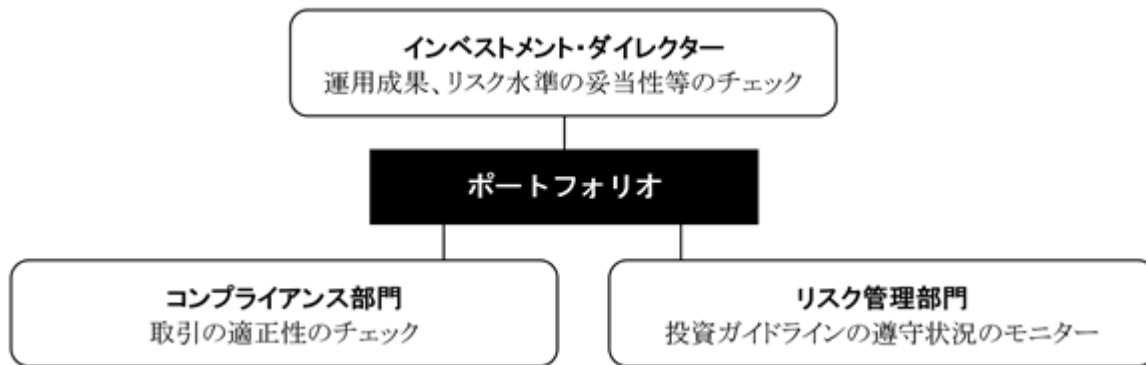 インベストメント・ダイレクター
運用成果、リスク水準の妥当性等のチェック
ポートフォリオ
コンプライアンス部門
取引の適正性のチェック
リスク管理部門
投資ガイドラインの遵守状況のモニター